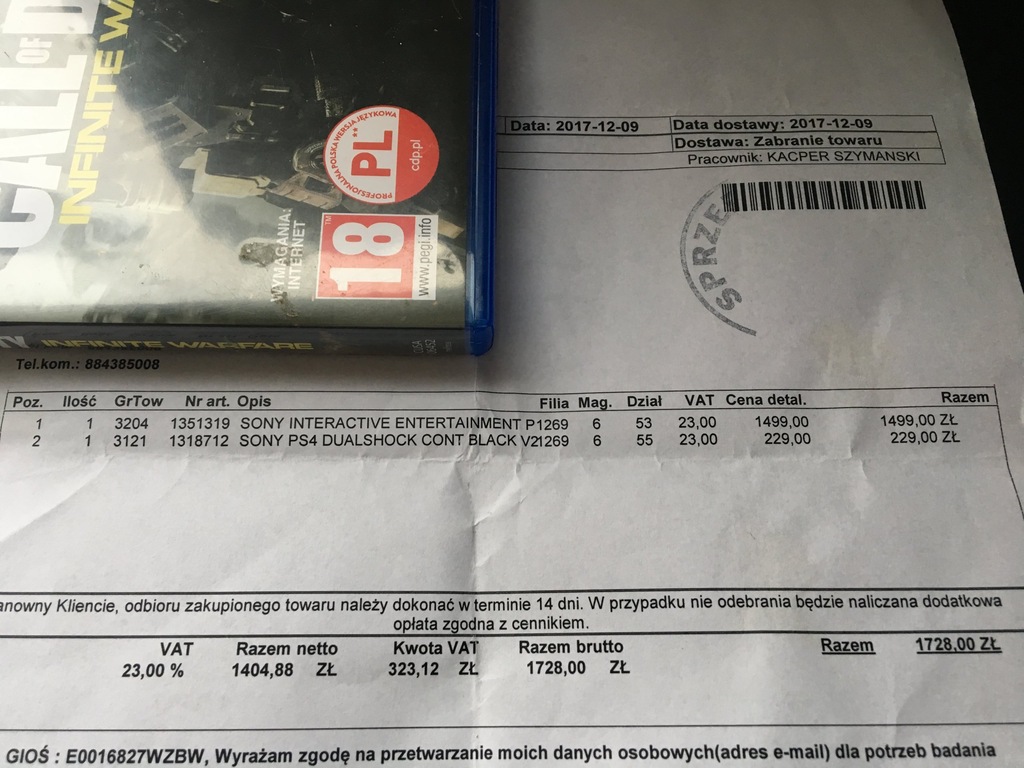 CALL OF D
INFINITE WA
PROFESJONALNA POLSKA WERSJA JĘZYKOWA
PL**
cdp.pl
WYMAGANIA:
INTERNET
18
www.pegi.info
TY INFINITE WARFARE
Data: 2017-12-09
Data dostawy: 2017-12-09
Dostawa: Zabranie towaru
Pracownik: KACPER SZYMAŃSKI
SPRZE
Tel.kom.: 884385008
Poz. Ilość GrTow Nr art. Opis Filia Mag. Dział VAT Cena detal. Razem
1 1 3204 1351319 SONY INTERACTIVE ENTERTAINMENT P1269 6 53 23,00 1499,00 1499,00 ZŁ
2 1 3121 1318712 SONY PS4 DUALSHOCK CONT BLACK V21269 6 55 23,00 229,00 229,00 ZŁ
anowny Kliencie, odbioru zakupionego towaru należy dokonać w terminie 14 dni. W przypadku nie odebrania będzie naliczana dodatkowa
opłata zgodna z cennikiem.
VAT Razem netto Kwota VAT Razem brutto Razem 1728,00 ZŁ
23,00 % 1404,88 ZŁ 323,12 ZŁ 1728,00 ZŁ
GIOŚ : E0016827WZBW, Wyrażam zgodę na przetwarzanie moich danych osobowych(adres e-mail) dla potrzeb badania